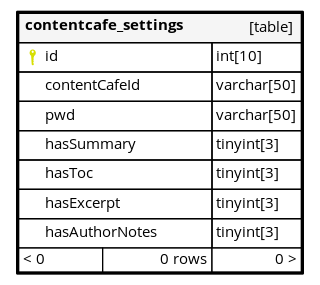 contentcafe_settings [table]
id int[10]
contentCafeId varchar[50]
pwd varchar[50]
hasSummary tinyint[3]
hasToc tinyint[3]
hasExcerpt tinyint[3]
hasAuthorNotes tinyint[3]
< 0 0 rows 0 >